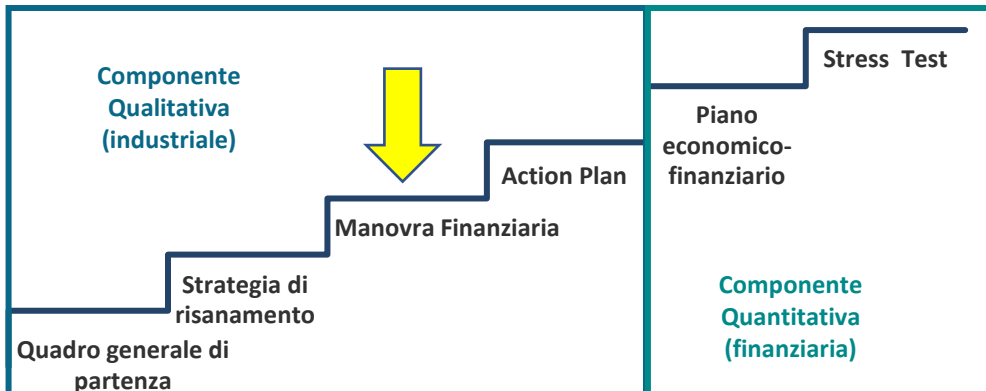 Componente
Qualitativa
(industriale)
Quadro generale di
partenza
Strategia di
risanamento
Manovra Finanziaria
Action Plan
Piano
economico-
finanziario
Stress Test
Componente
Quantitativa
(finanziaria)